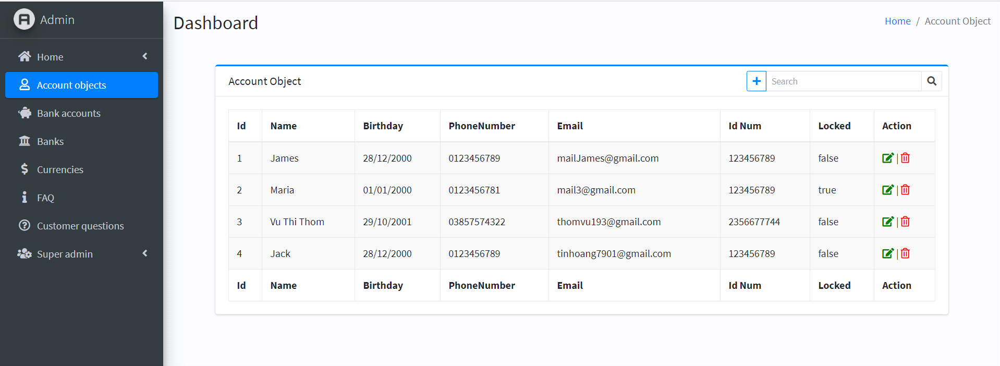 Admin
Home
Account objects
Bank accounts
Banks
Currencies
FAQ
Customer questions
Super admin
Dashboard
Home / Account Object
Account Object
Search
Id Name Birthday PhoneNumber Email Id Num Locked Action
1 James 28/12/2000 0123456789 mailJames@gmail.com 123456789 false |
2 Maria 01/01/2000 0123456781 mail3@gmail.com 123456789 true |
3 Vu Thi Thom 29/10/2001 03857574322 thomvu193@gmail.com 2356677744 false |
4 Jack 28/12/2000 0123456789 tinhoang7901@gmail.com 123456789 false |
Id Name Birthday PhoneNumber Email Id Num Locked Action